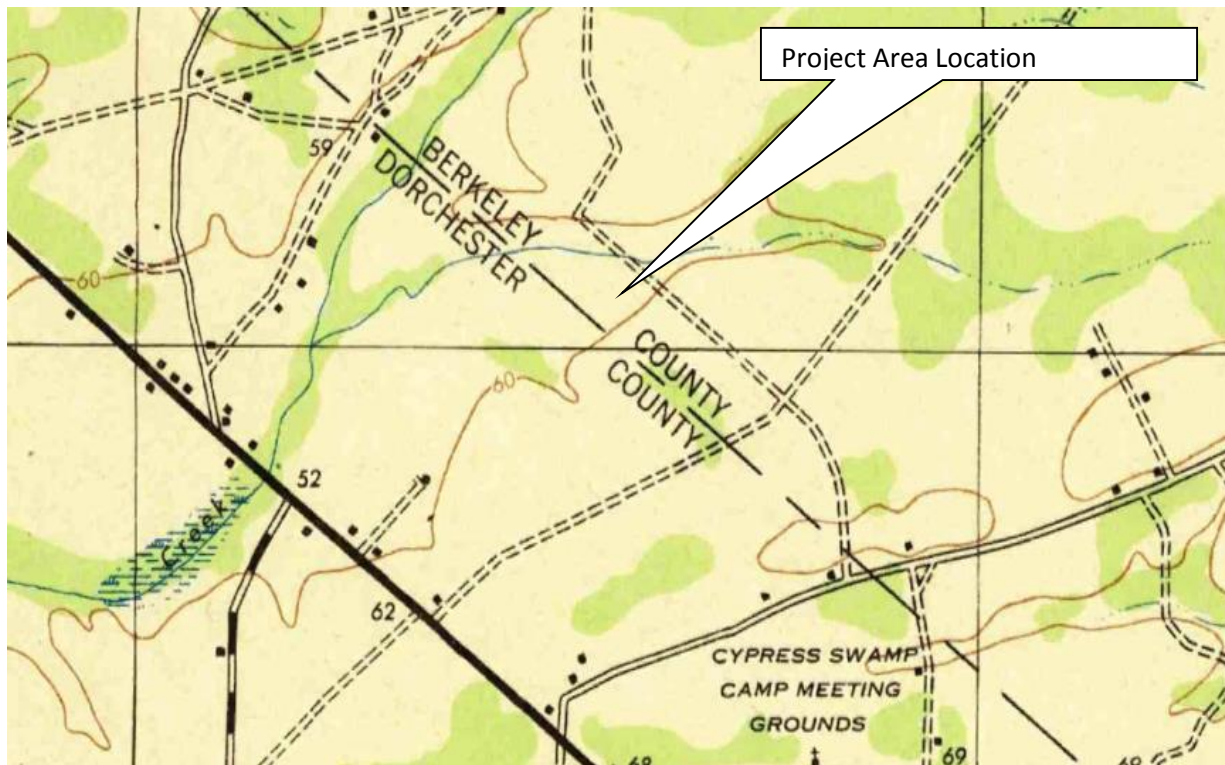 Project Area Location
59
BERKELEY
DORCHESTER
60
COUNTY
COUNTY
60
52
Creek
62
CYPRESS SWAMP
CAMP MEETING
GROUNDS
69